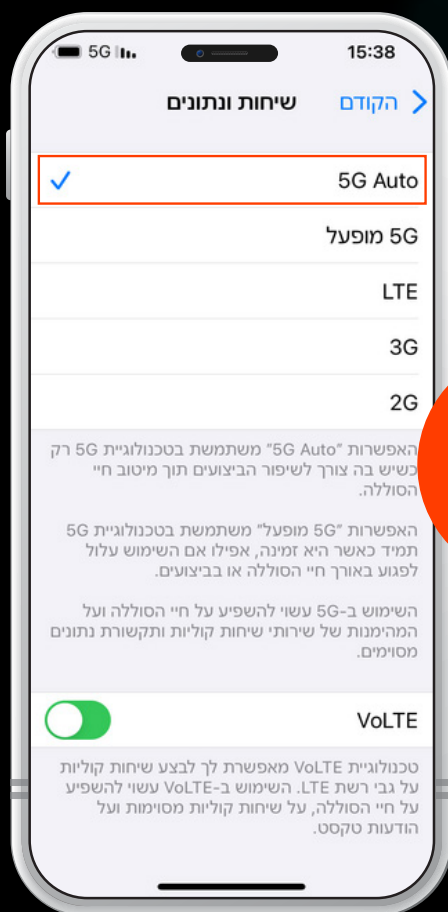 15:38
5G
הקודם
שיחות ונתונים
5G Auto
5G מופעל
LTE
3G
2G
האפשרות "5G Auto" משתמשת בטכנולוגיית 5G רק
כשיש בה צורך לשיפור הביצועים תוך מיטוב חיי
הסוללה.
האפשרות "5G מופעל" משתמשת בטכנולוגיית 5G
תמיד כאשר היא זמינה, אפילו אם השימוש עלול
לפגוע באורך חיי הסוללה או בביצועים.
השימוש ב-5G עשוי להשפיע על חיי הסוללה ועל
המהימנות של שירותי שיחות קוליות ותקשורת נתונים
מסוימים.
VoLTE
טכנולוגיית VoLTE מאפשרת לך לבצע שיחות קוליות
על גבי רשת LTE. השימוש ב-VoLTE עשוי להשפיע
על חיי הסוללה, על שיחות קוליות מסוימות ועל
הודעות טקסט.